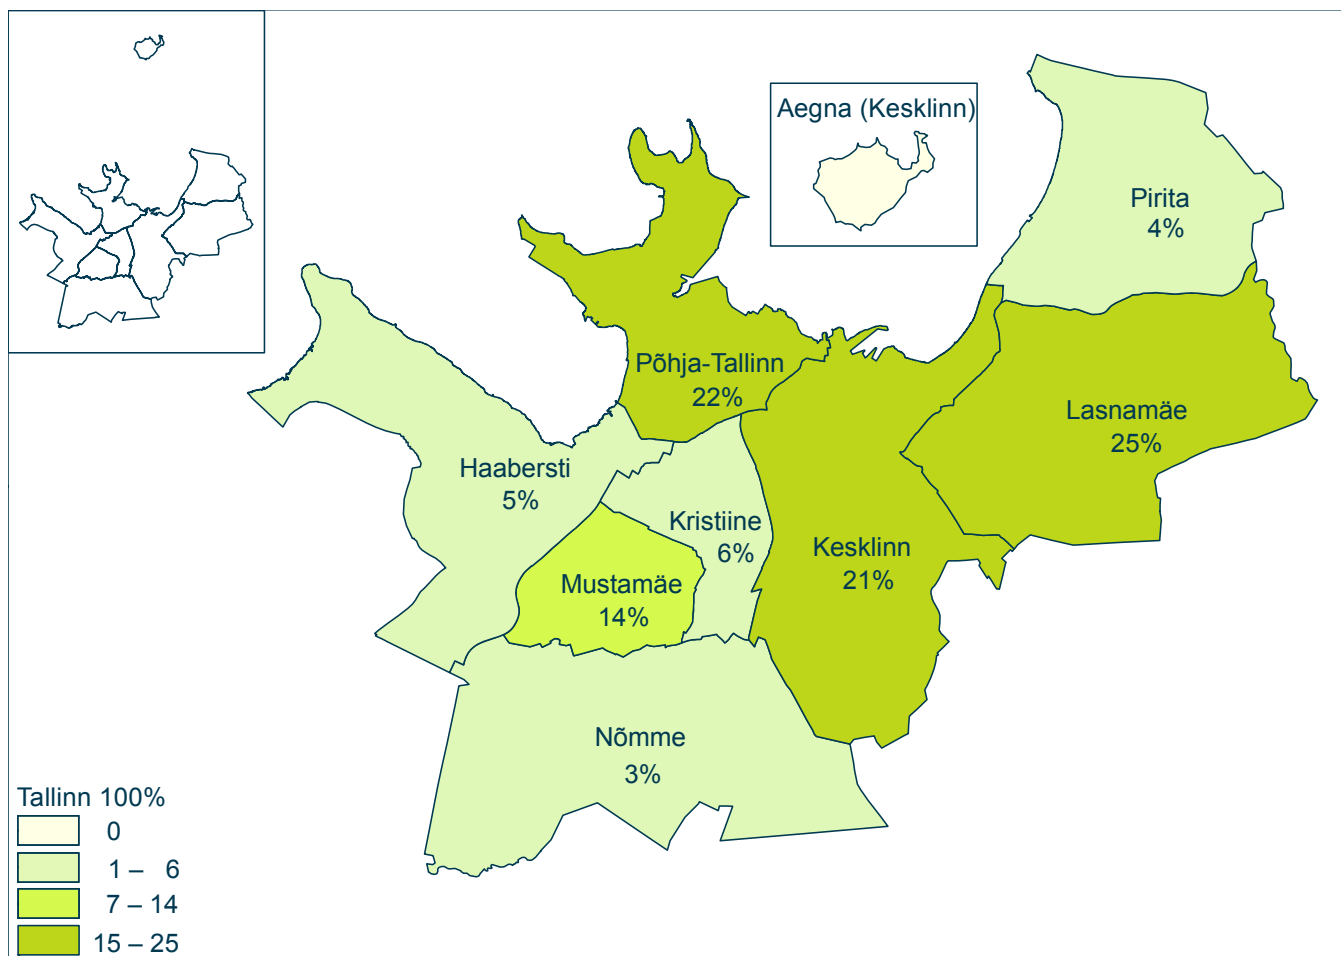 Aegna (Kesklinn)
Pirita
4%
Põhja-Tallinn
22%
Lasnamäe
25%
Haabersti
5%
Kristiine
6%
Kesklinn
21%
Mustamäe
14%
Nõmme
3%
Tallinn 100%
0
1 – 6
7 – 14
15 – 25